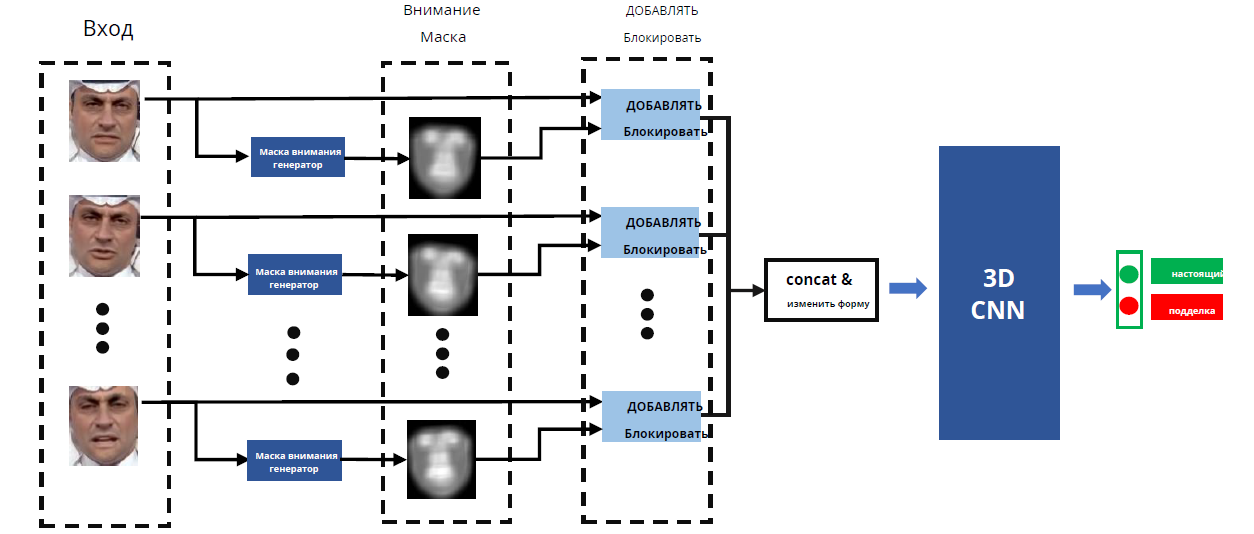 Вход
Внимание
Маска
ДОБАВЛЯТЬ
Блокировать
ДОБАВЛЯТЬ
Блокировать
Маска внимания
генератор
ДОБАВЛЯТЬ
Блокировать
Маска внимания
генератор
concat &
изменить форму
3D
CNN
настоящий
подделка
ДОБАВЛЯТЬ
Блокировать
Маска внимания
генератор